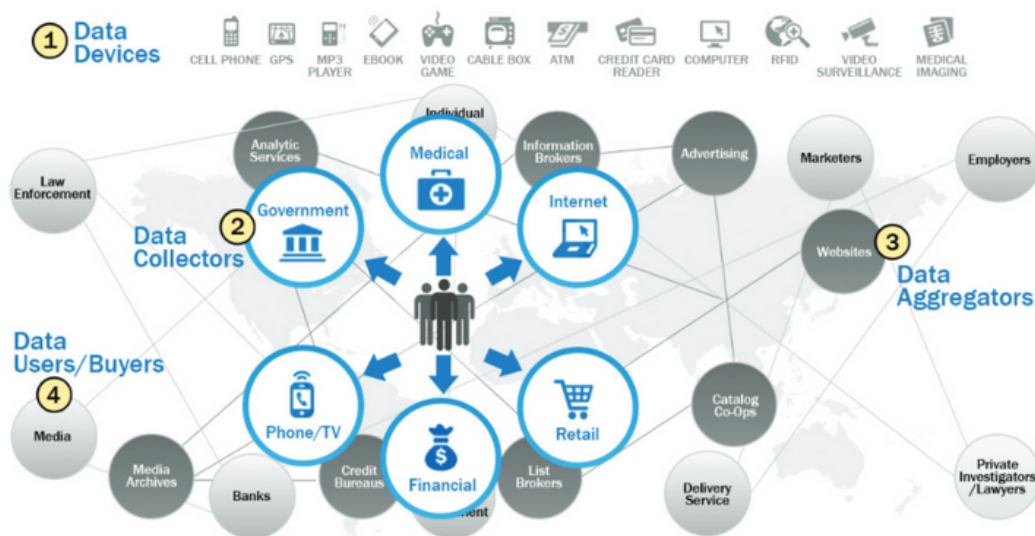 1 Data
Devices
CELL PHONE
GPS
MP3
PLAYER
EBOOK
VIDEO
GAME
CABLE BOX
ATM
CREDIT CARD
READER
COMPUTER
RFID
VIDEO
SURVEILLANCE
MEDICAL
IMAGING
Individual
Analytic
Services
Medical
Information
Brokers
Advertising
Marketers
Employers
Law
Enforcement
2
Government
Internet
Data
Collectors
Websites
3
Data
Aggregators
Data
Users/Buyers
4
Media
Phone/TV
Retail
Catalog
Co-Ops
Media
Archives
Banks
Credit
Bureaus
$
Financial
List
Brokers
Delivery
Service
Private
Investigators
/Lawyers